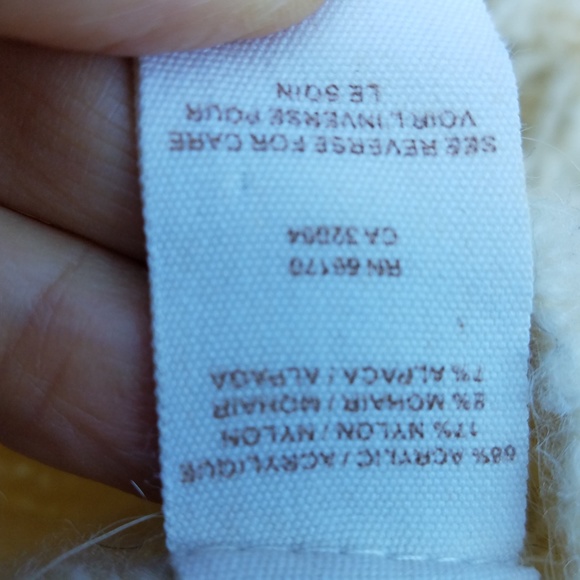 68% ACRYLIC / ACRYLIQUE
17% NYLON / NYLON
8% MOHAIR / MOHAIR
7% ALPACA / ALPAGA
RN 66170
CA 32054
SEE REVERSE FOR CARE
VOIR L'INVERSE POUR
LE SOIN